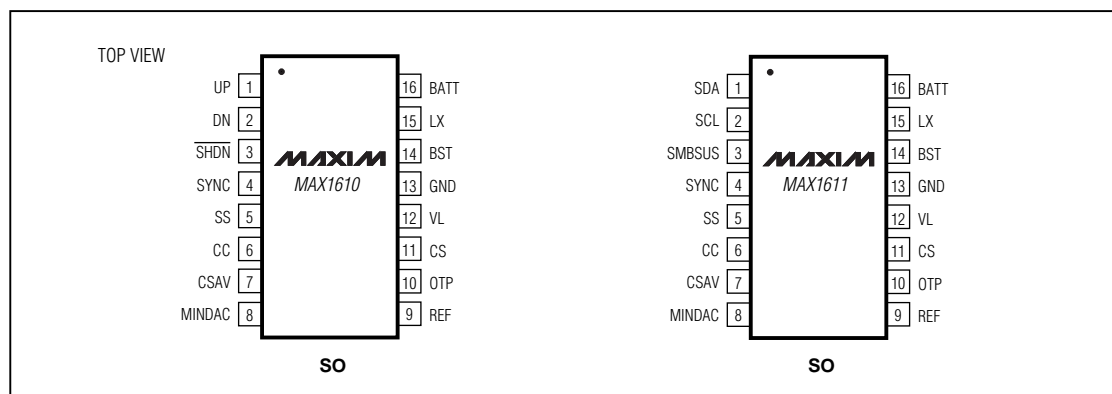 TOP VIEW
UP 1
DN 2
SHDN 3
SYNC 4
SS 5
CC 6
CSAV 7
MINDAC 8
MAXIM
MAX1610
16 BATT
15 LX
14 BST
13 GND
12 VL
11 CS
10 OTP
9 REF
SO
SDA 1
SCL 2
SMBSUS 3
SYNC 4
SS 5
CC 6
CSAV 7
MINDAC 8
MAXIM
MAX1611
16 BATT
15 LX
14 BST
13 GND
12 VL
11 CS
10 OTP
9 REF
SO